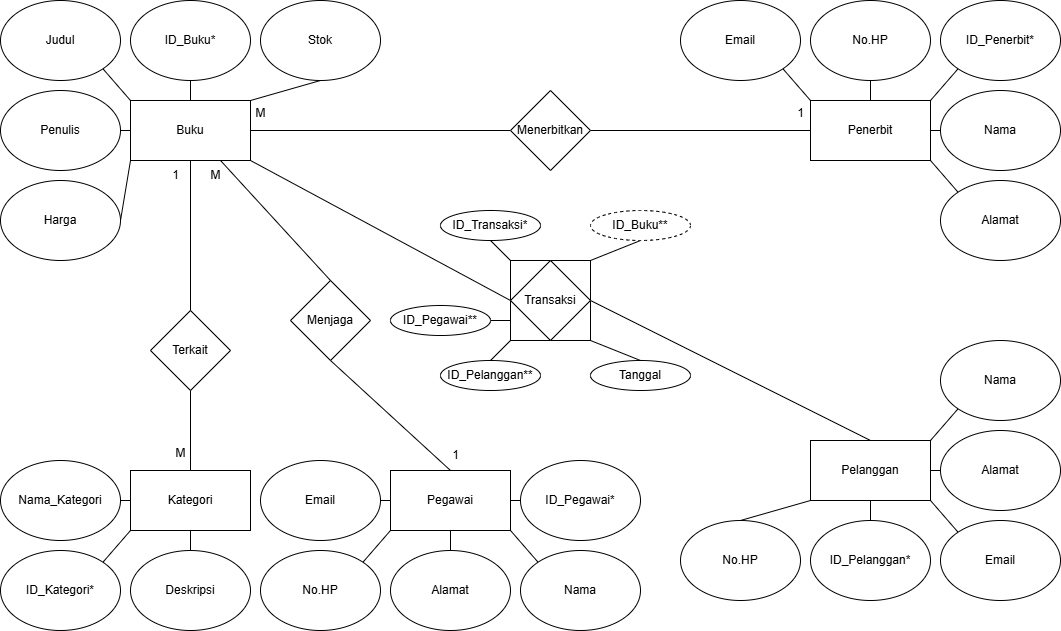 Judul
ID_Buku*
Stok
Email
No.HP
ID_Penerbit*
M
1
Penulis
Buku
Menerbitkan
Penerbit
Nama
1
M
Harga
ID_Transaksi*
ID_Buku**
Alamat
Transaksi
Menjaga
ID_Pegawai**
Terkait
ID_Pelanggan**
Tanggal
Nama
M
1
Pelanggan
Alamat
Nama_Kategori
Kategori
Email
Pegawai
ID_Pegawai*
No.HP
ID_Pelanggan*
Email
ID_Kategori*
Deskripsi
No.HP
Alamat
Nama